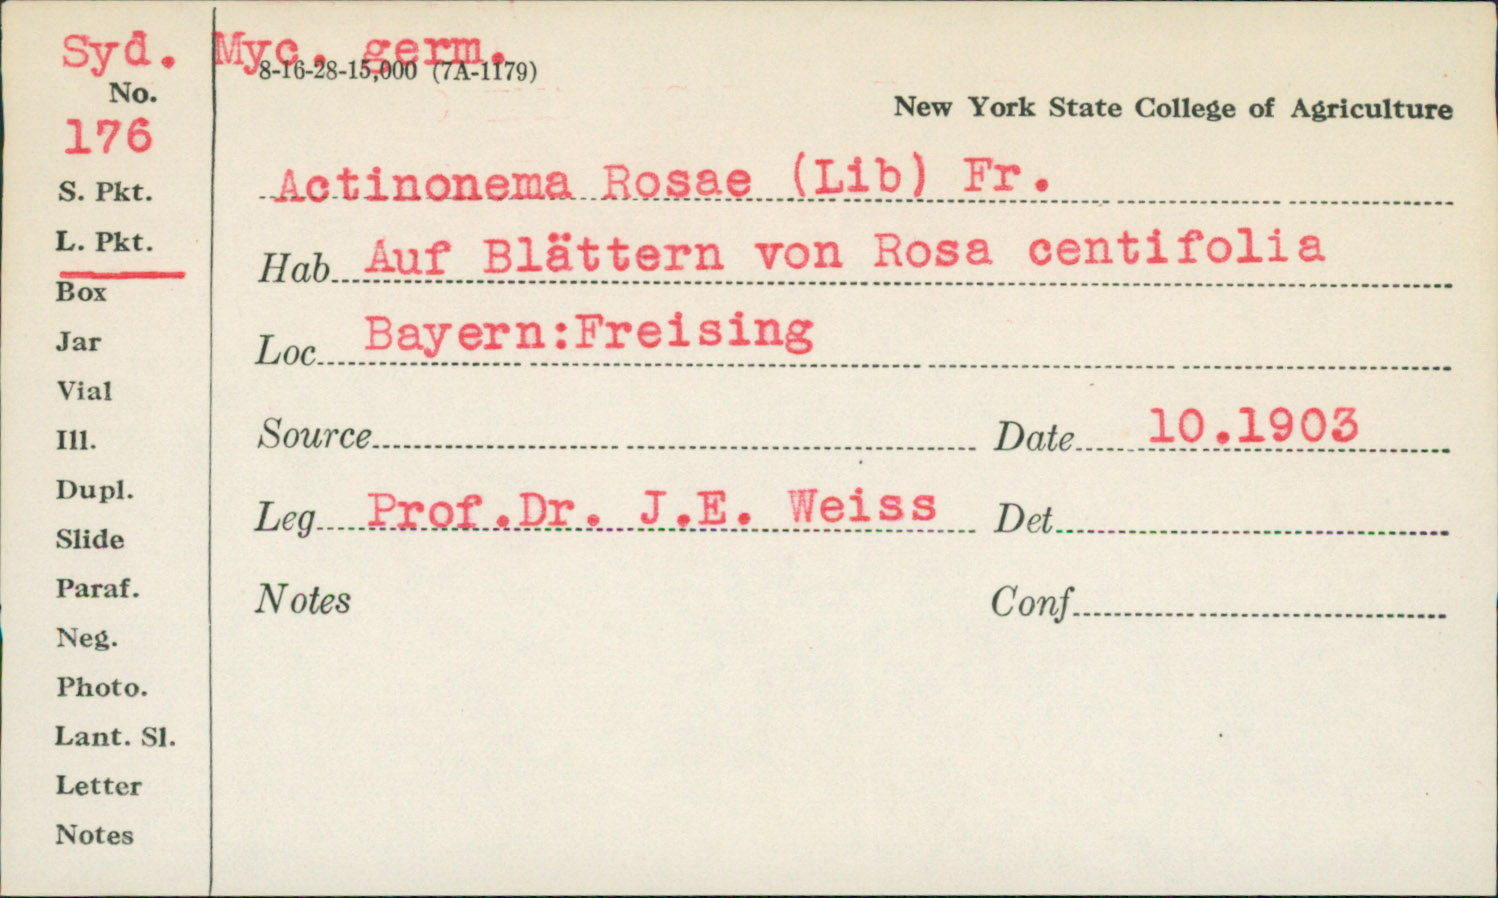 Syd. Myc. germ.
8-16-28-15,000 (7A-1179)
No.
New York State College of Agriculture
176
S. Pkt.
Actinonema Rosae (Lib) Fr.
L. Pkt.
Hab Auf Blättern von Rosa centifolia
Box
Jar
Loc Bayern:Freising
Vial
Ill.
Source Date 10.1903
Dupl.
Leg Prof.Dr. J.E. Weiss Det
Slide
Paraf.
Notes Conf
Neg.
Photo.
Lant. Sl.
Letter
Notes